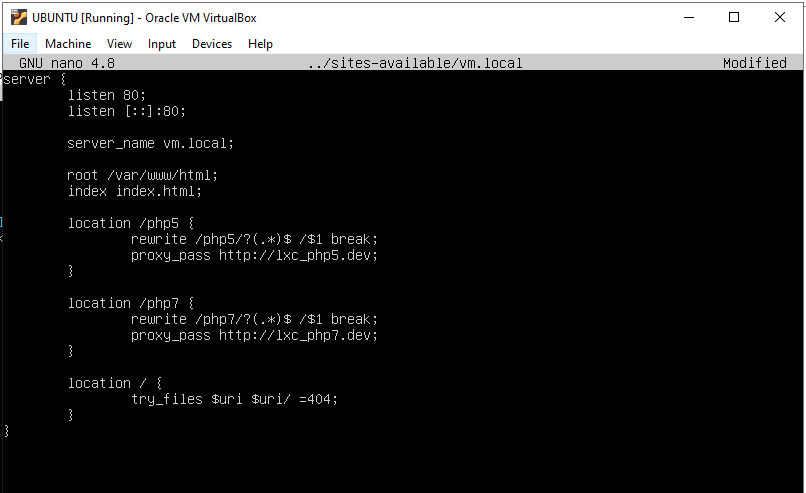 UBUNTU [Running] - Oracle VM VirtualBox
File Machine View Input Devices Help
GNU nano 4.8 ../sites-available/vm.local Modified
server {
        listen 80;
        listen [::]:80;

        server_name vm.local;

        root /var/www/html;
        index index.html;

        location /php5 {
                rewrite /php5/?(.*)$ /$1 break;
                proxy_pass http://lxc_php5.dev;
        }

        location /php7 {
                rewrite /php7/?(.*)$ /$1 break;
                proxy_pass http://lxc_php7.dev;
        }

        location / {
                try_files $uri $uri/ =404;
        }
}